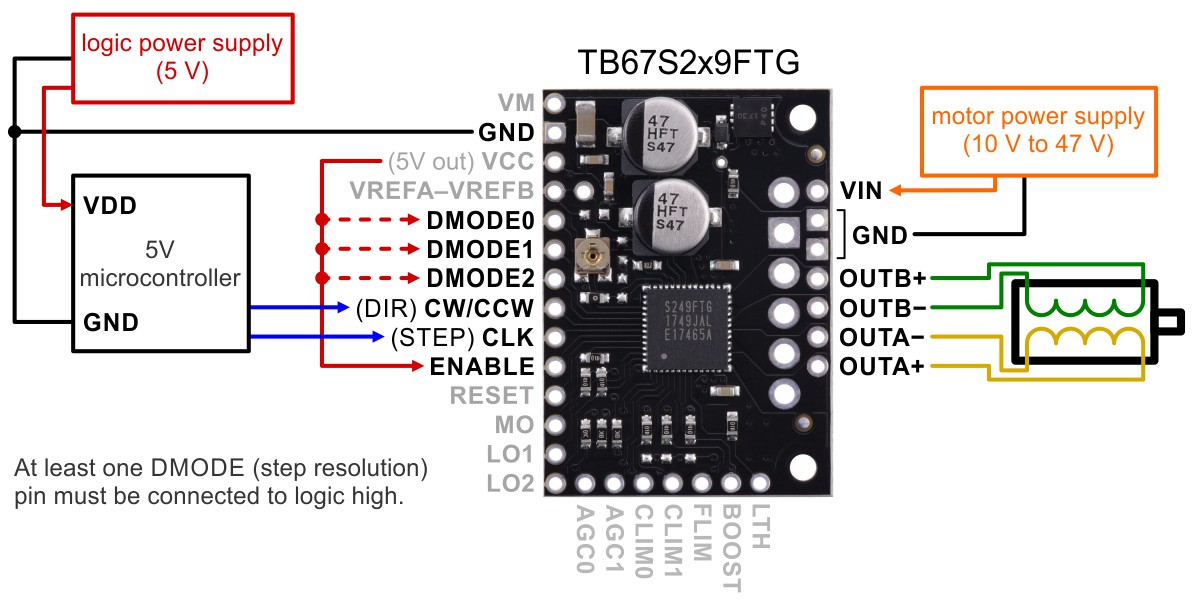 logic power supply
(5 V)
TB67S2x9FTG
motor power supply
(10 V to 47 V)
VDD
5V
microcontroller
GND
VM
GND
(5V out) VCC
VREFA–VREFB
DMODE0
DMODE1
DMODE2
(DIR) CW/CCW
(STEP) CLK
ENABLE
RESET
MO
LO1
LO2
47
HFT
S47
47
HFT
S47
S249FTG
1749JAL
E17465A
VIN
GND
OUTB+
OUTB−
OUTA−
OUTA+
AGC0
AGC1
CLIM0
CLIM1
FLIM
BOOST
LTH
At least one DMODE (step resolution)
pin must be connected to logic high.